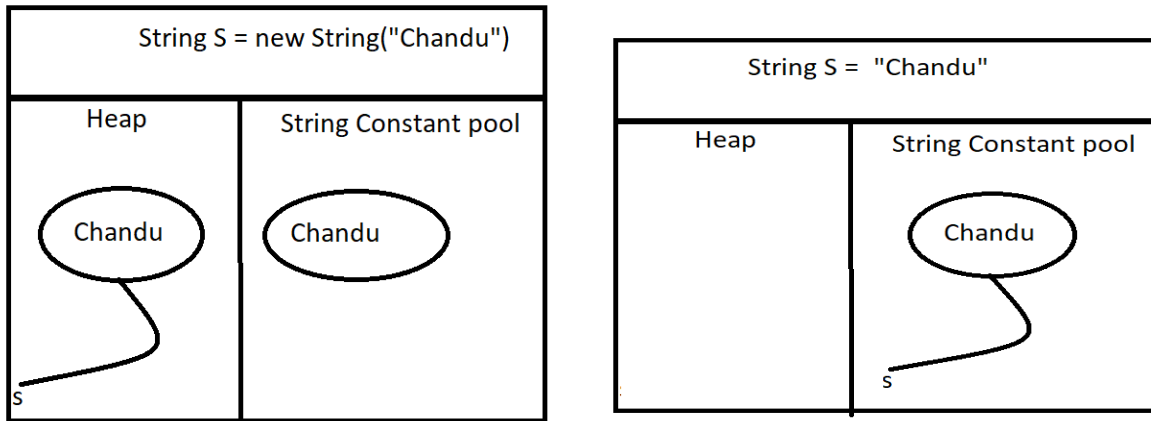 String S = new String("Chandu")
Heap
String Constant pool
Chandu
Chandu
s
String S =  "Chandu"
Heap
String Constant pool
Chandu
s